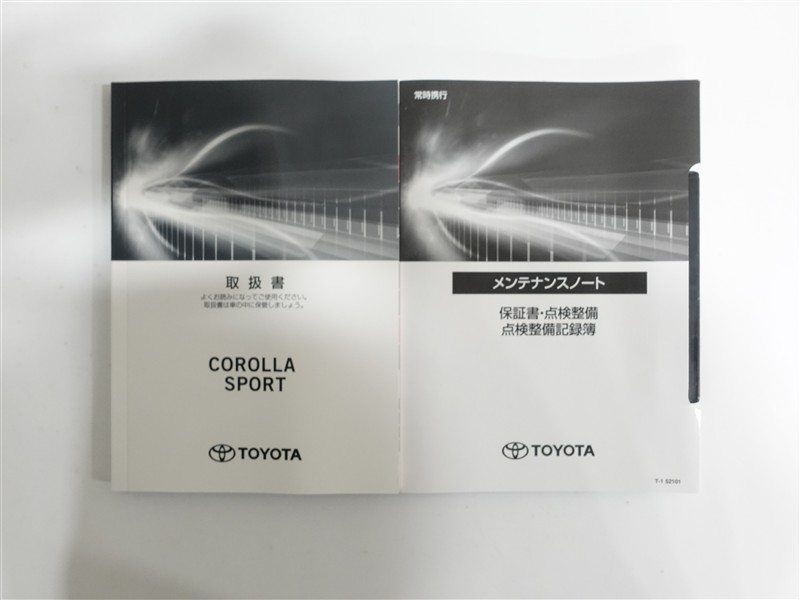 取扱書
よくお読みになってご使用ください。
取扱書は車の中に保管しましょう。
COROLLA
SPORT
TOYOTA
常時携行
メンテナンスノート
保証書・点検整備
点検整備記録簿
TOYOTA
T-1 52101